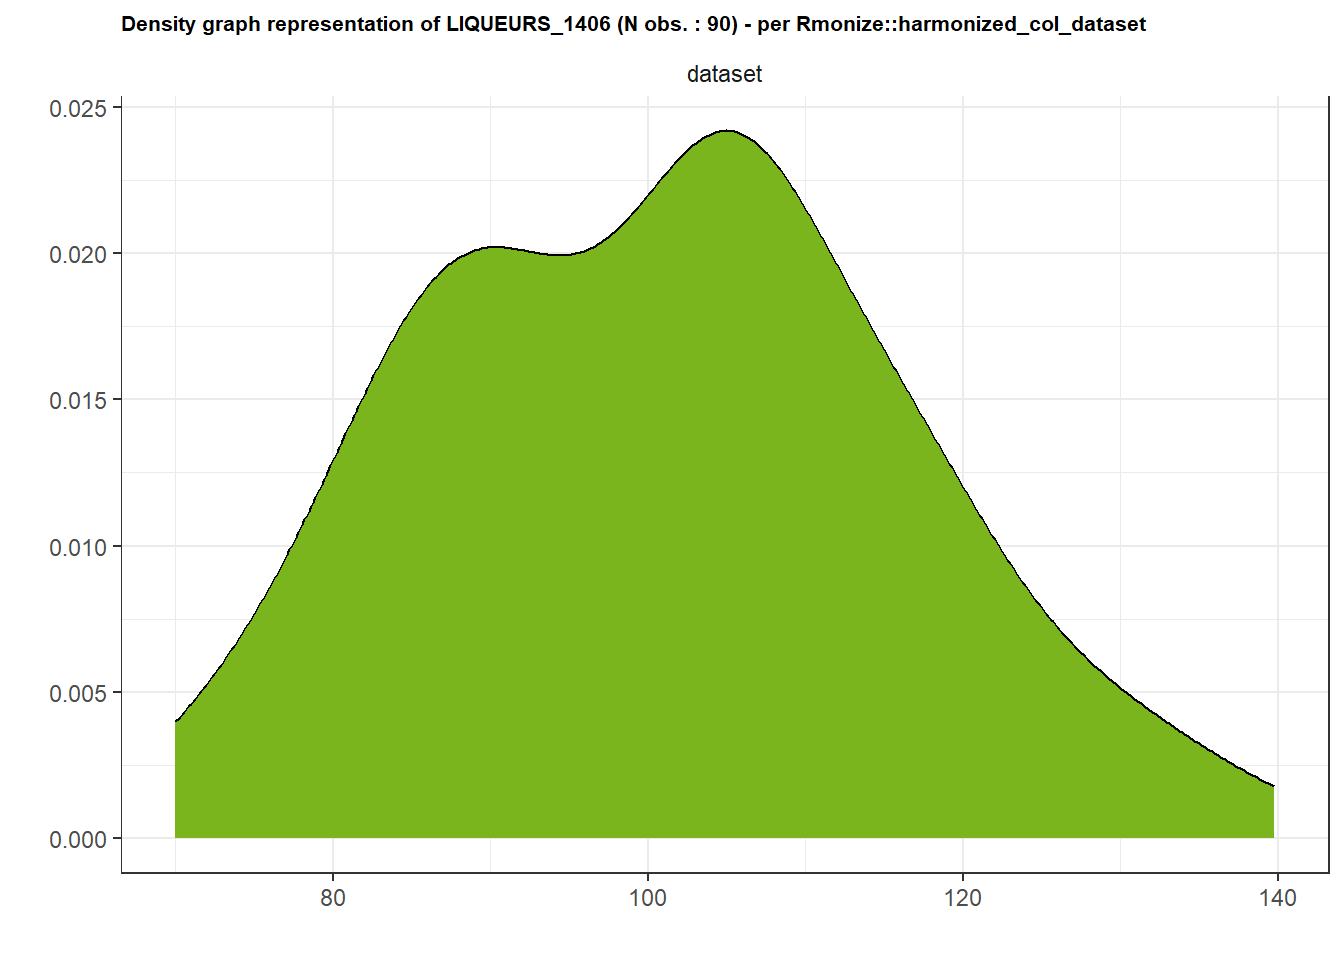 Density graph representation of LIQUEURS_1406 (N obs. : 90) - per Rmonize::harmonized_col_dataset
dataset
0.025
0.020
0.015
0.010
0.005
0.000
80 100 120 140